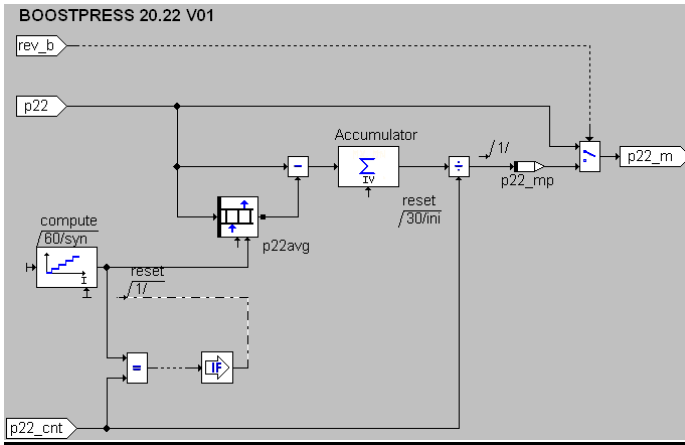 BOOSTPRESS 20.22 V01
rev_b
p22
Accumulator
Σ
IV
-
÷
1/
p22_mp
p22_m
reset
30/ini
compute
60/syn
I
p22avg
reset
1/
=
IF
p22_cnt